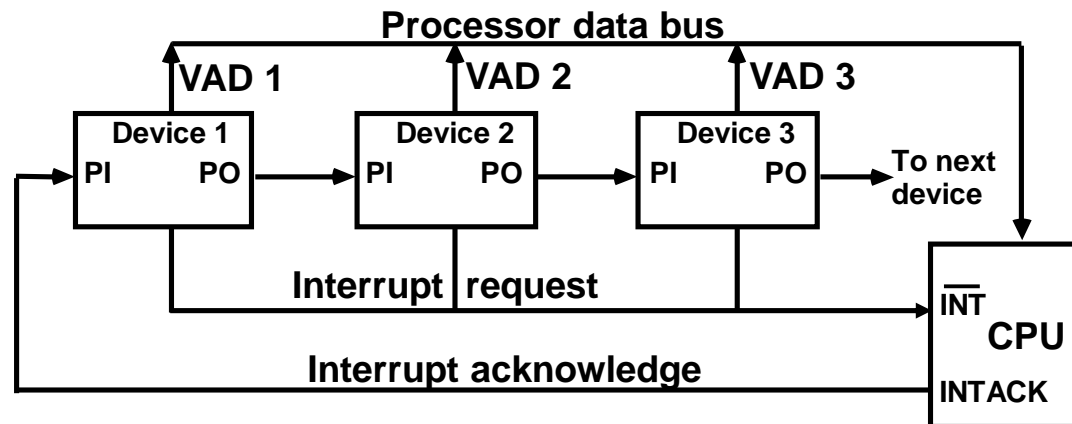 Processor data bus
VAD 1
VAD 2
VAD 3
Device 1
PI
PO
Device 2
PI
PO
Device 3
PI
PO
To next
device
Interrupt request
INT
CPU
Interrupt acknowledge
INTACK